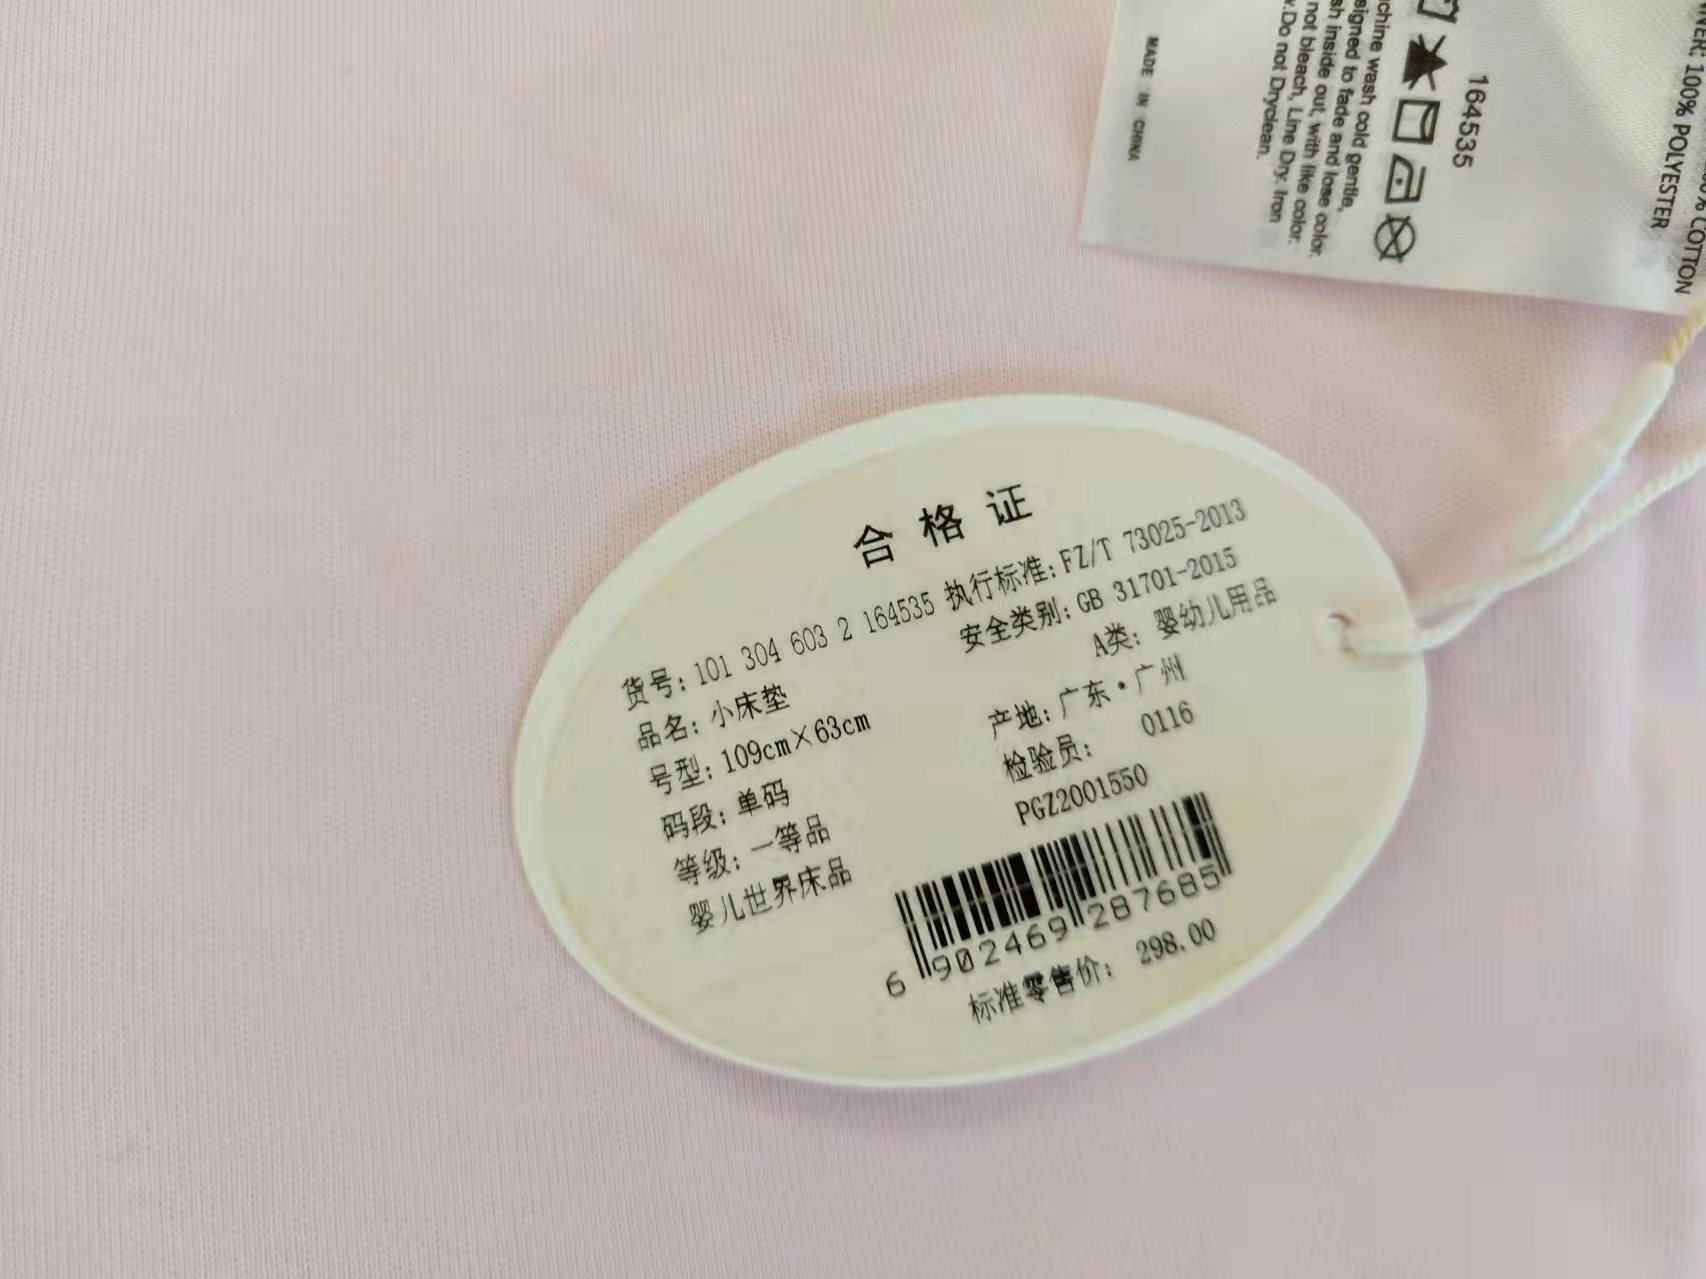 合格证
货号: 101 304 603 2 164535 执行标准: FZ/T 73025-2013
品名: 小床垫 安全类别: GB 31701-2015
号型: 109cm×63cm A类: 婴幼儿用品
码段: 单码 产地: 广东·广州
等级: 一等品 检验员: 0116
婴儿世界床品 PGZ2001550
6 902469 287685
标准零售价: 298.00
100% POLYESTER
COTTON
164535
wash cold gentle,
to fade and lose color.
inside out, with like color.
not bleach, Line Dry. Iron
Do not Dryclean.
MADE IN CHINA